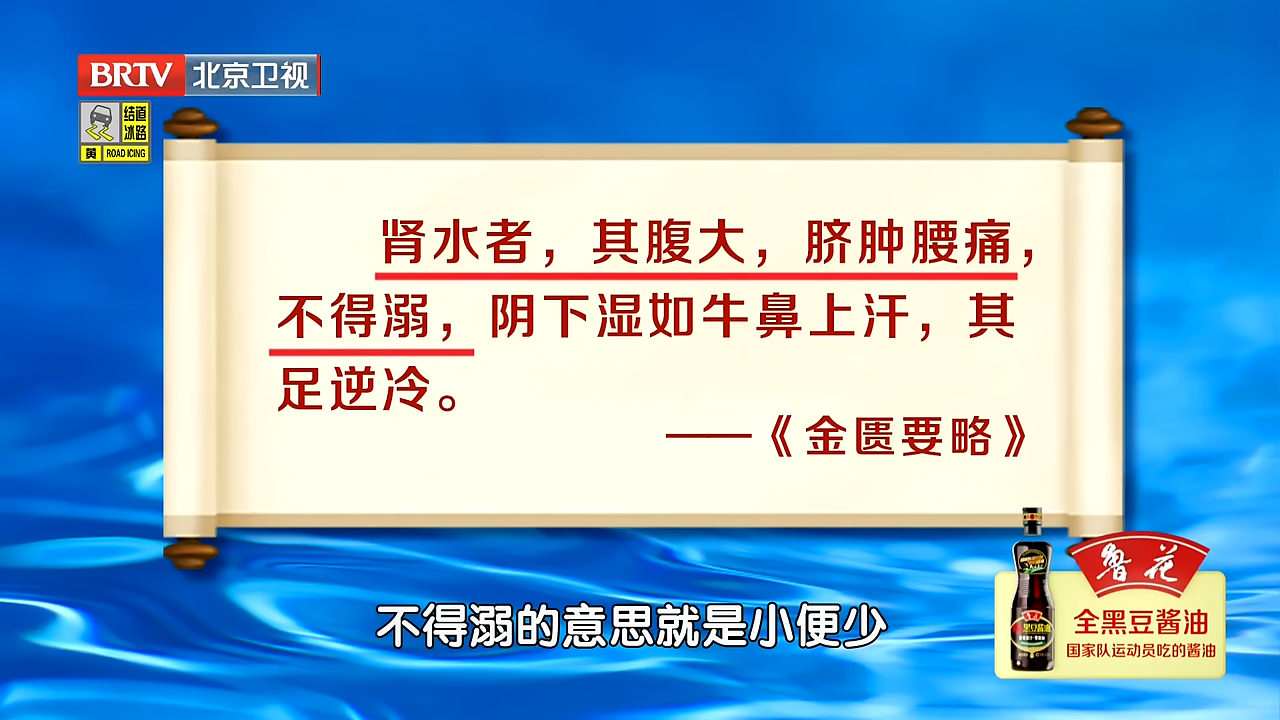 BRTV 北京卫视
结道
冰路
黄 ROAD ICING
肾水者，其腹大，脐肿腰痛，
不得溺，阴下湿如牛鼻上汗，其
足逆冷。
——《金匮要略》
鲁花
全黑豆酱油
国家队运动员吃的酱油
不得溺的意思就是小便少